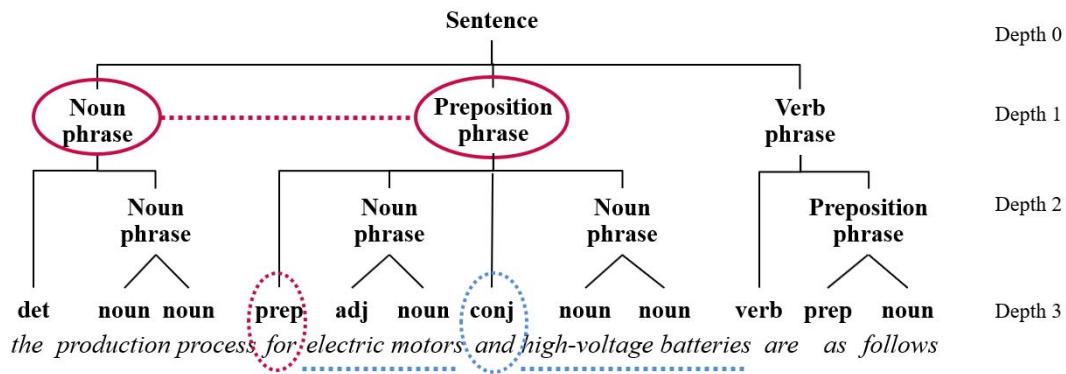 Sentence
Depth 0
Noun phrase
Preposition phrase
Verb phrase
Depth 1
Noun phrase
Noun phrase
Noun phrase
Preposition phrase
Depth 2
det noun noun prep adj noun conj noun noun verb prep noun
Depth 3
the production process for electric motors and high-voltage batteries are as follows